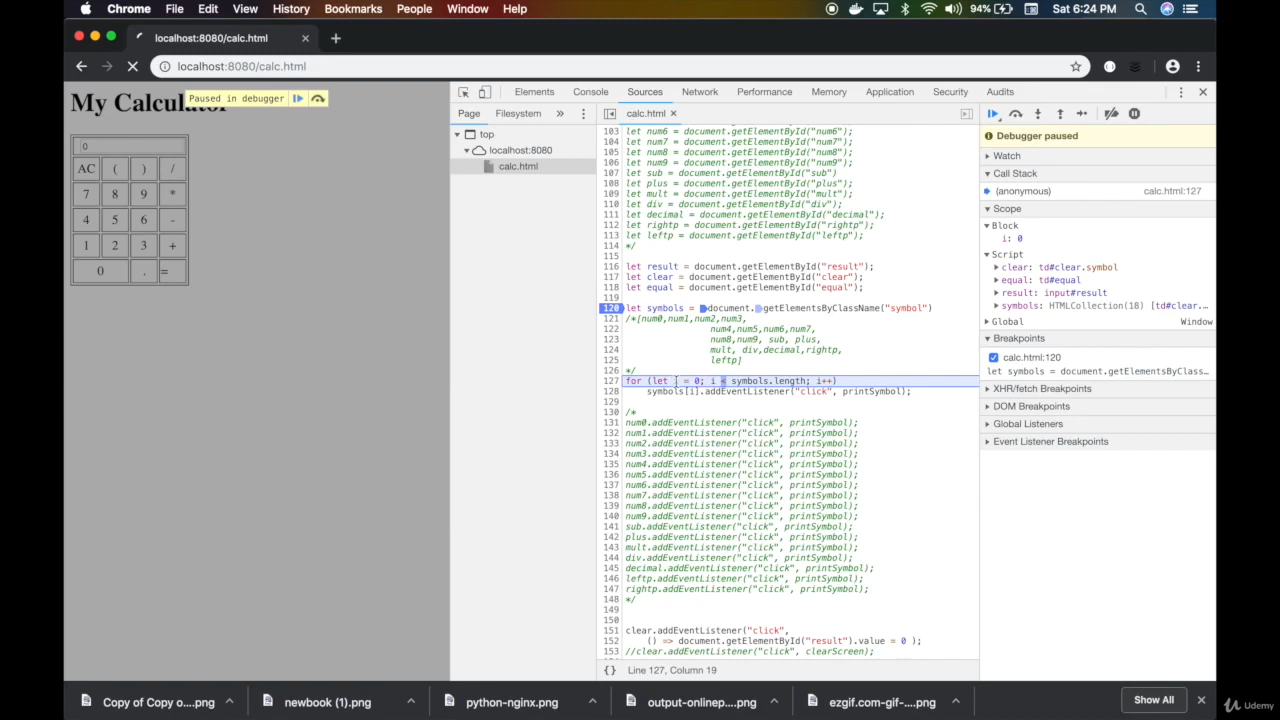 Chrome File Edit View History Bookmarks People Window Help 94% Sat 6:24 PM
localhost:8080/calc.html
localhost:8080/calc.html
Elements Console Sources Network Performance Memory Application Security Audits
My Calculator
Paused in debugger
0
AC ( ) /
7 8 9 *
4 5 6 -
1 2 3 +
0 . =
Page Filesystem »
top
localhost:8080
calc.html
calc.html
103 let num6 = document.getElementById("num6");
104 let num7 = document.getElementById("num7");
105 let num8 = document.getElementById("num8");
106 let num9 = document.getElementById("num9");
107 let sub = document.getElementById("sub")
108 let plus = document.getElementById("plus");
109 let mult = document.getElementById("mult");
110 let div = document.getElementById("div");
111 let decimal = document.getElementById("decimal");
112 let rightp = document.getElementById("rightp");
113 let leftp = document.getElementById("leftp");
114 */
115
116 let result = document.getElementById("result");
117 let clear = document.getElementById("clear");
118 let equal = document.getElementById("equal");
119
120 let symbols = document.getElementsByClassName("symbol")
121 /*[num0,num1,num2,num3,
122 num4,num5,num6,num7,
123 num8,num9, sub, plus,
124 mult, div,decimal,rightp,
125 leftp]
126 */
127 for (let i = 0; i < symbols.length; i++)
128 symbols[i].addEventListener("click", printSymbol);
129
130 /*
131 num0.addEventListener("click", printSymbol);
132 num1.addEventListener("click", printSymbol);
133 num2.addEventListener("click", printSymbol);
134 num3.addEventListener("click", printSymbol);
135 num4.addEventListener("click", printSymbol);
136 num5.addEventListener("click", printSymbol);
137 num6.addEventListener("click", printSymbol);
138 num7.addEventListener("click", printSymbol);
139 num8.addEventListener("click", printSymbol);
140 num9.addEventListener("click", printSymbol);
141 sub.addEventListener("click", printSymbol);
142 plus.addEventListener("click", printSymbol);
143 mult.addEventListener("click", printSymbol);
144 div.addEventListener("click", printSymbol);
145 decimal.addEventListener("click", printSymbol);
146 leftp.addEventListener("click", printSymbol);
147 rightp.addEventListener("click", printSymbol);
148 */
149
150
151 clear.addEventListener("click",
152 () => document.getElementById("result").value = 0 );
153 //clear.addEventListener("click", clearScreen);
{} Line 127, Column 19
Debugger paused
Watch
Call Stack
(anonymous) calc.html:127
Scope
Block
i: 0
Script
clear: td#clear.symbol
equal: td#equal
result: input#result
symbols: HTMLCollection(18) [td#clear.…
Global Window
Breakpoints
calc.html:120
let symbols = document.getElementsByClass…
XHR/fetch Breakpoints
DOM Breakpoints
Global Listeners
Event Listener Breakpoints
Copy of Copy o....png newbook (1).png python-nginx.png output-onlinep....png ezgif.com-gif-....png Show All
Udemy